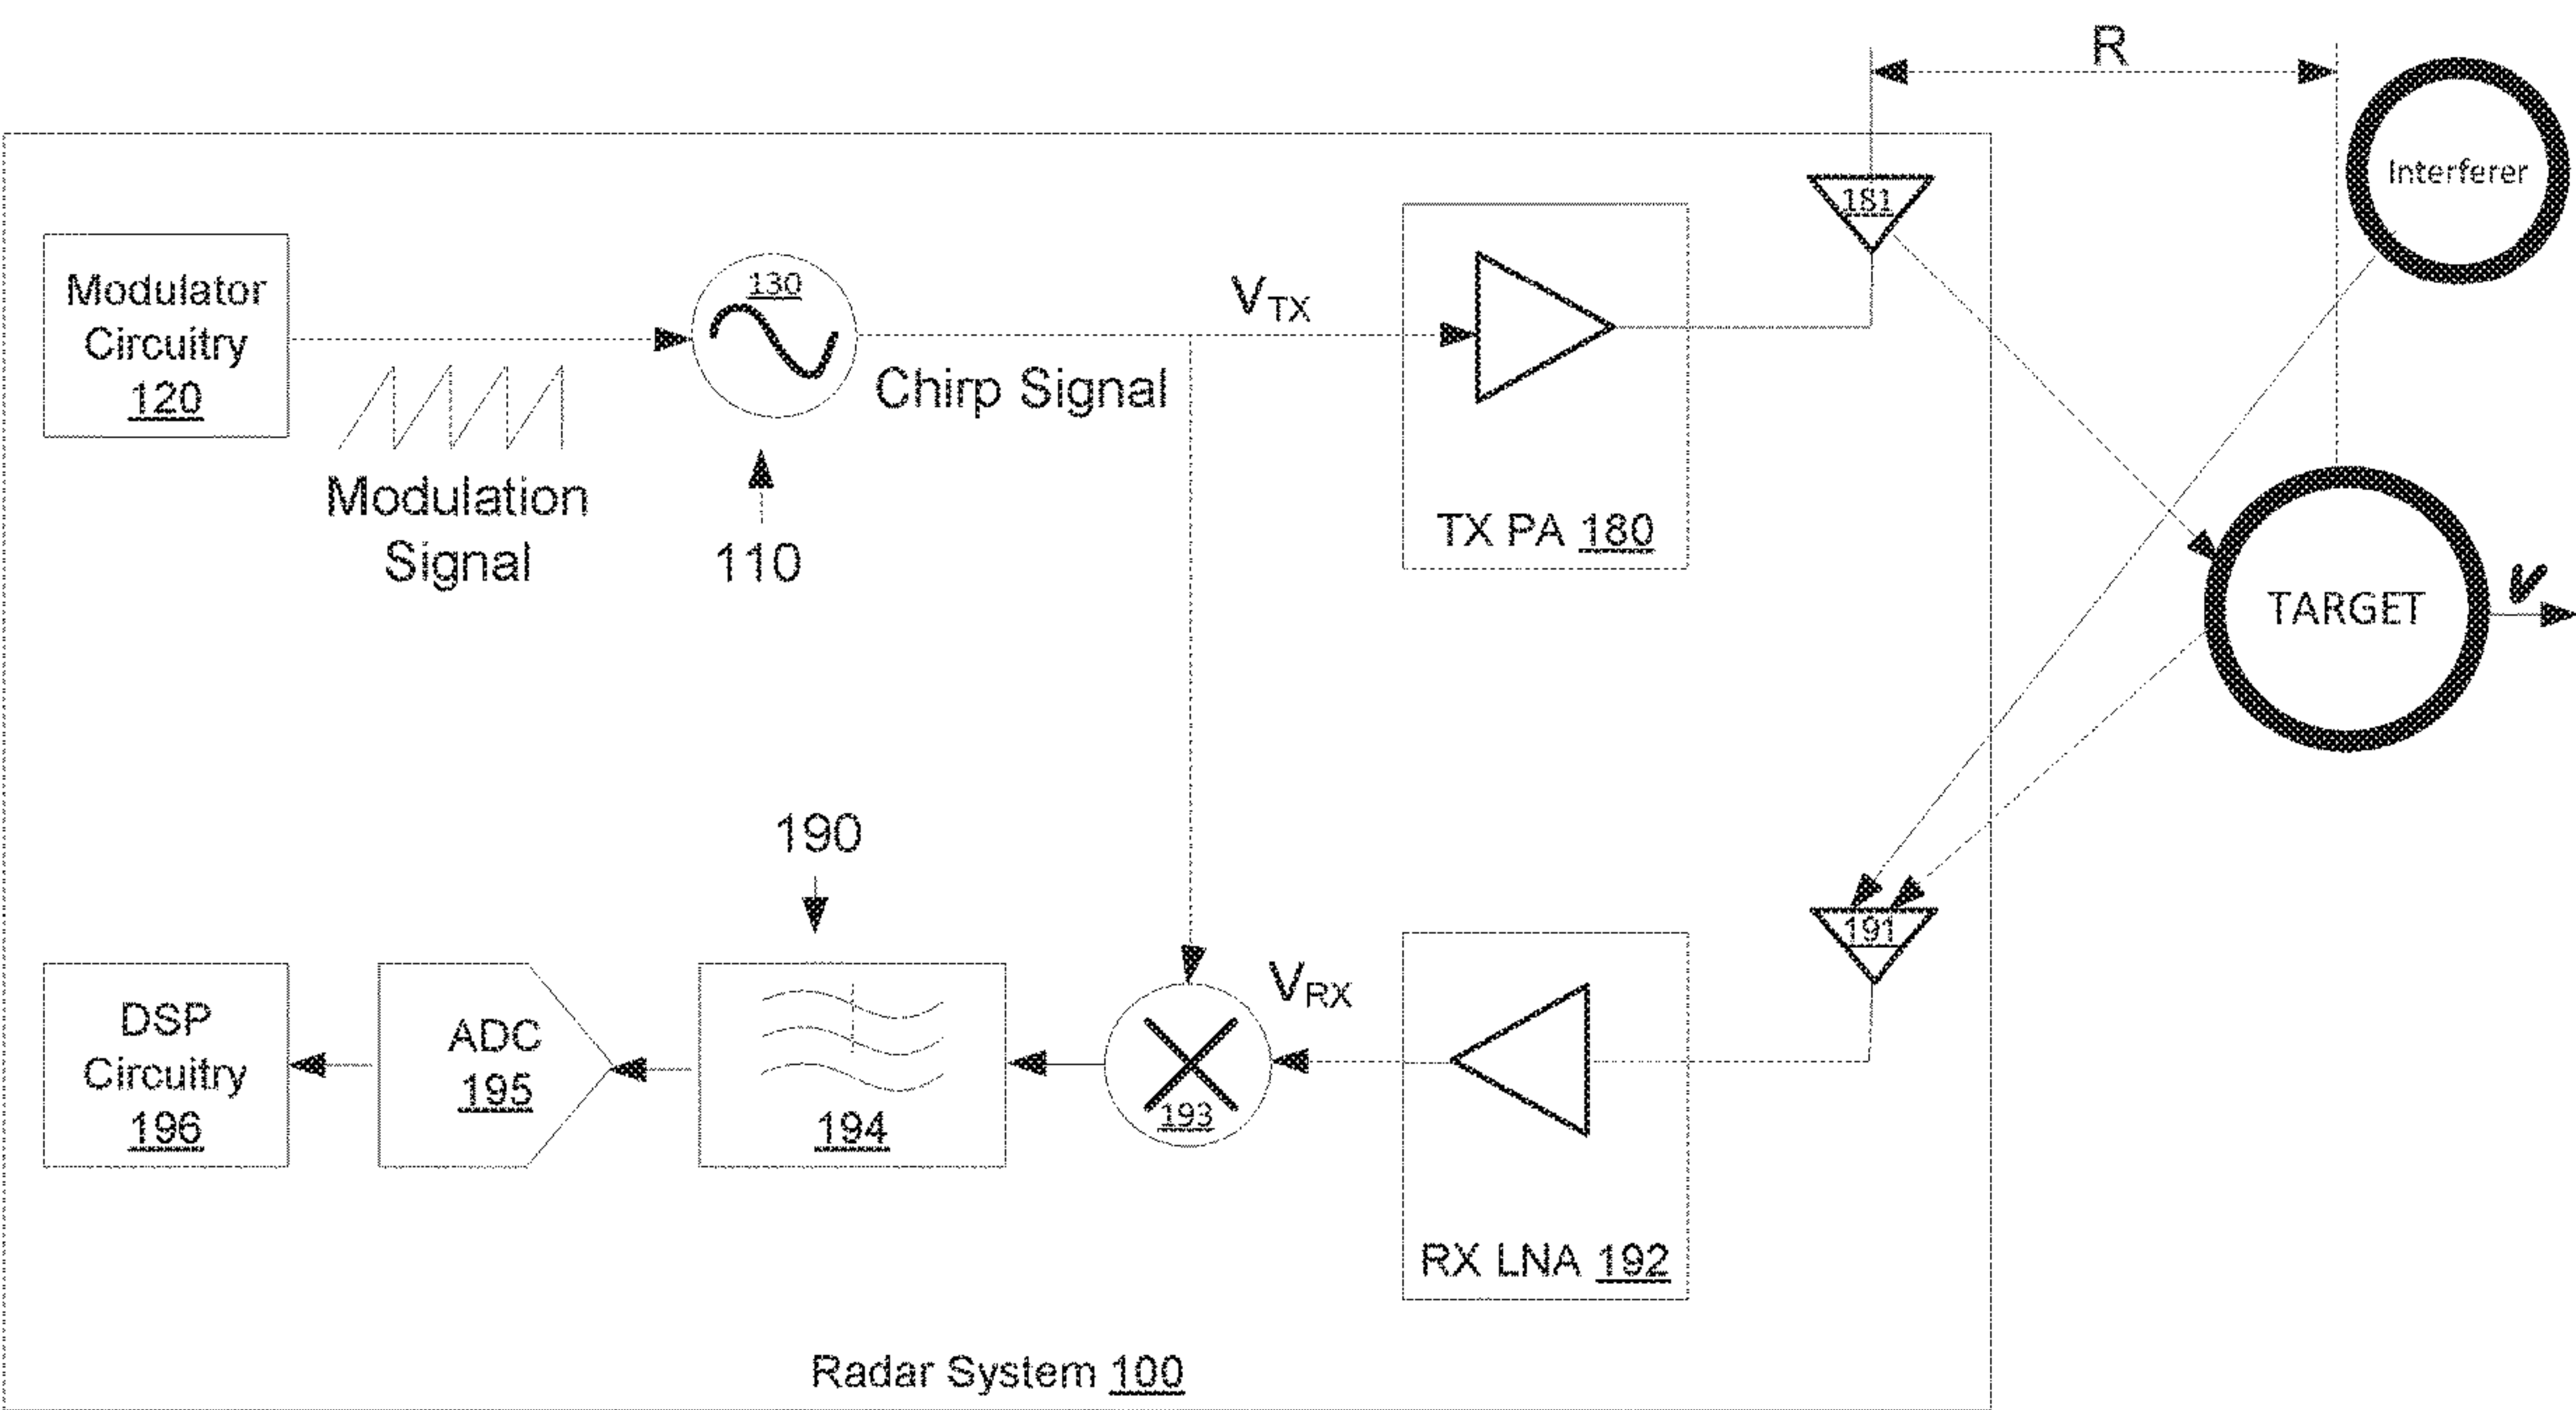 R
Interferer
181
Modulator
Circuitry
120
130
VTX
Chirp Signal
Modulation
Signal
110
TX PA 180
TARGET
v
190
191
DSP
Circuitry
196
ADC
195
194
193
VRX
RX LNA 192
Radar System 100